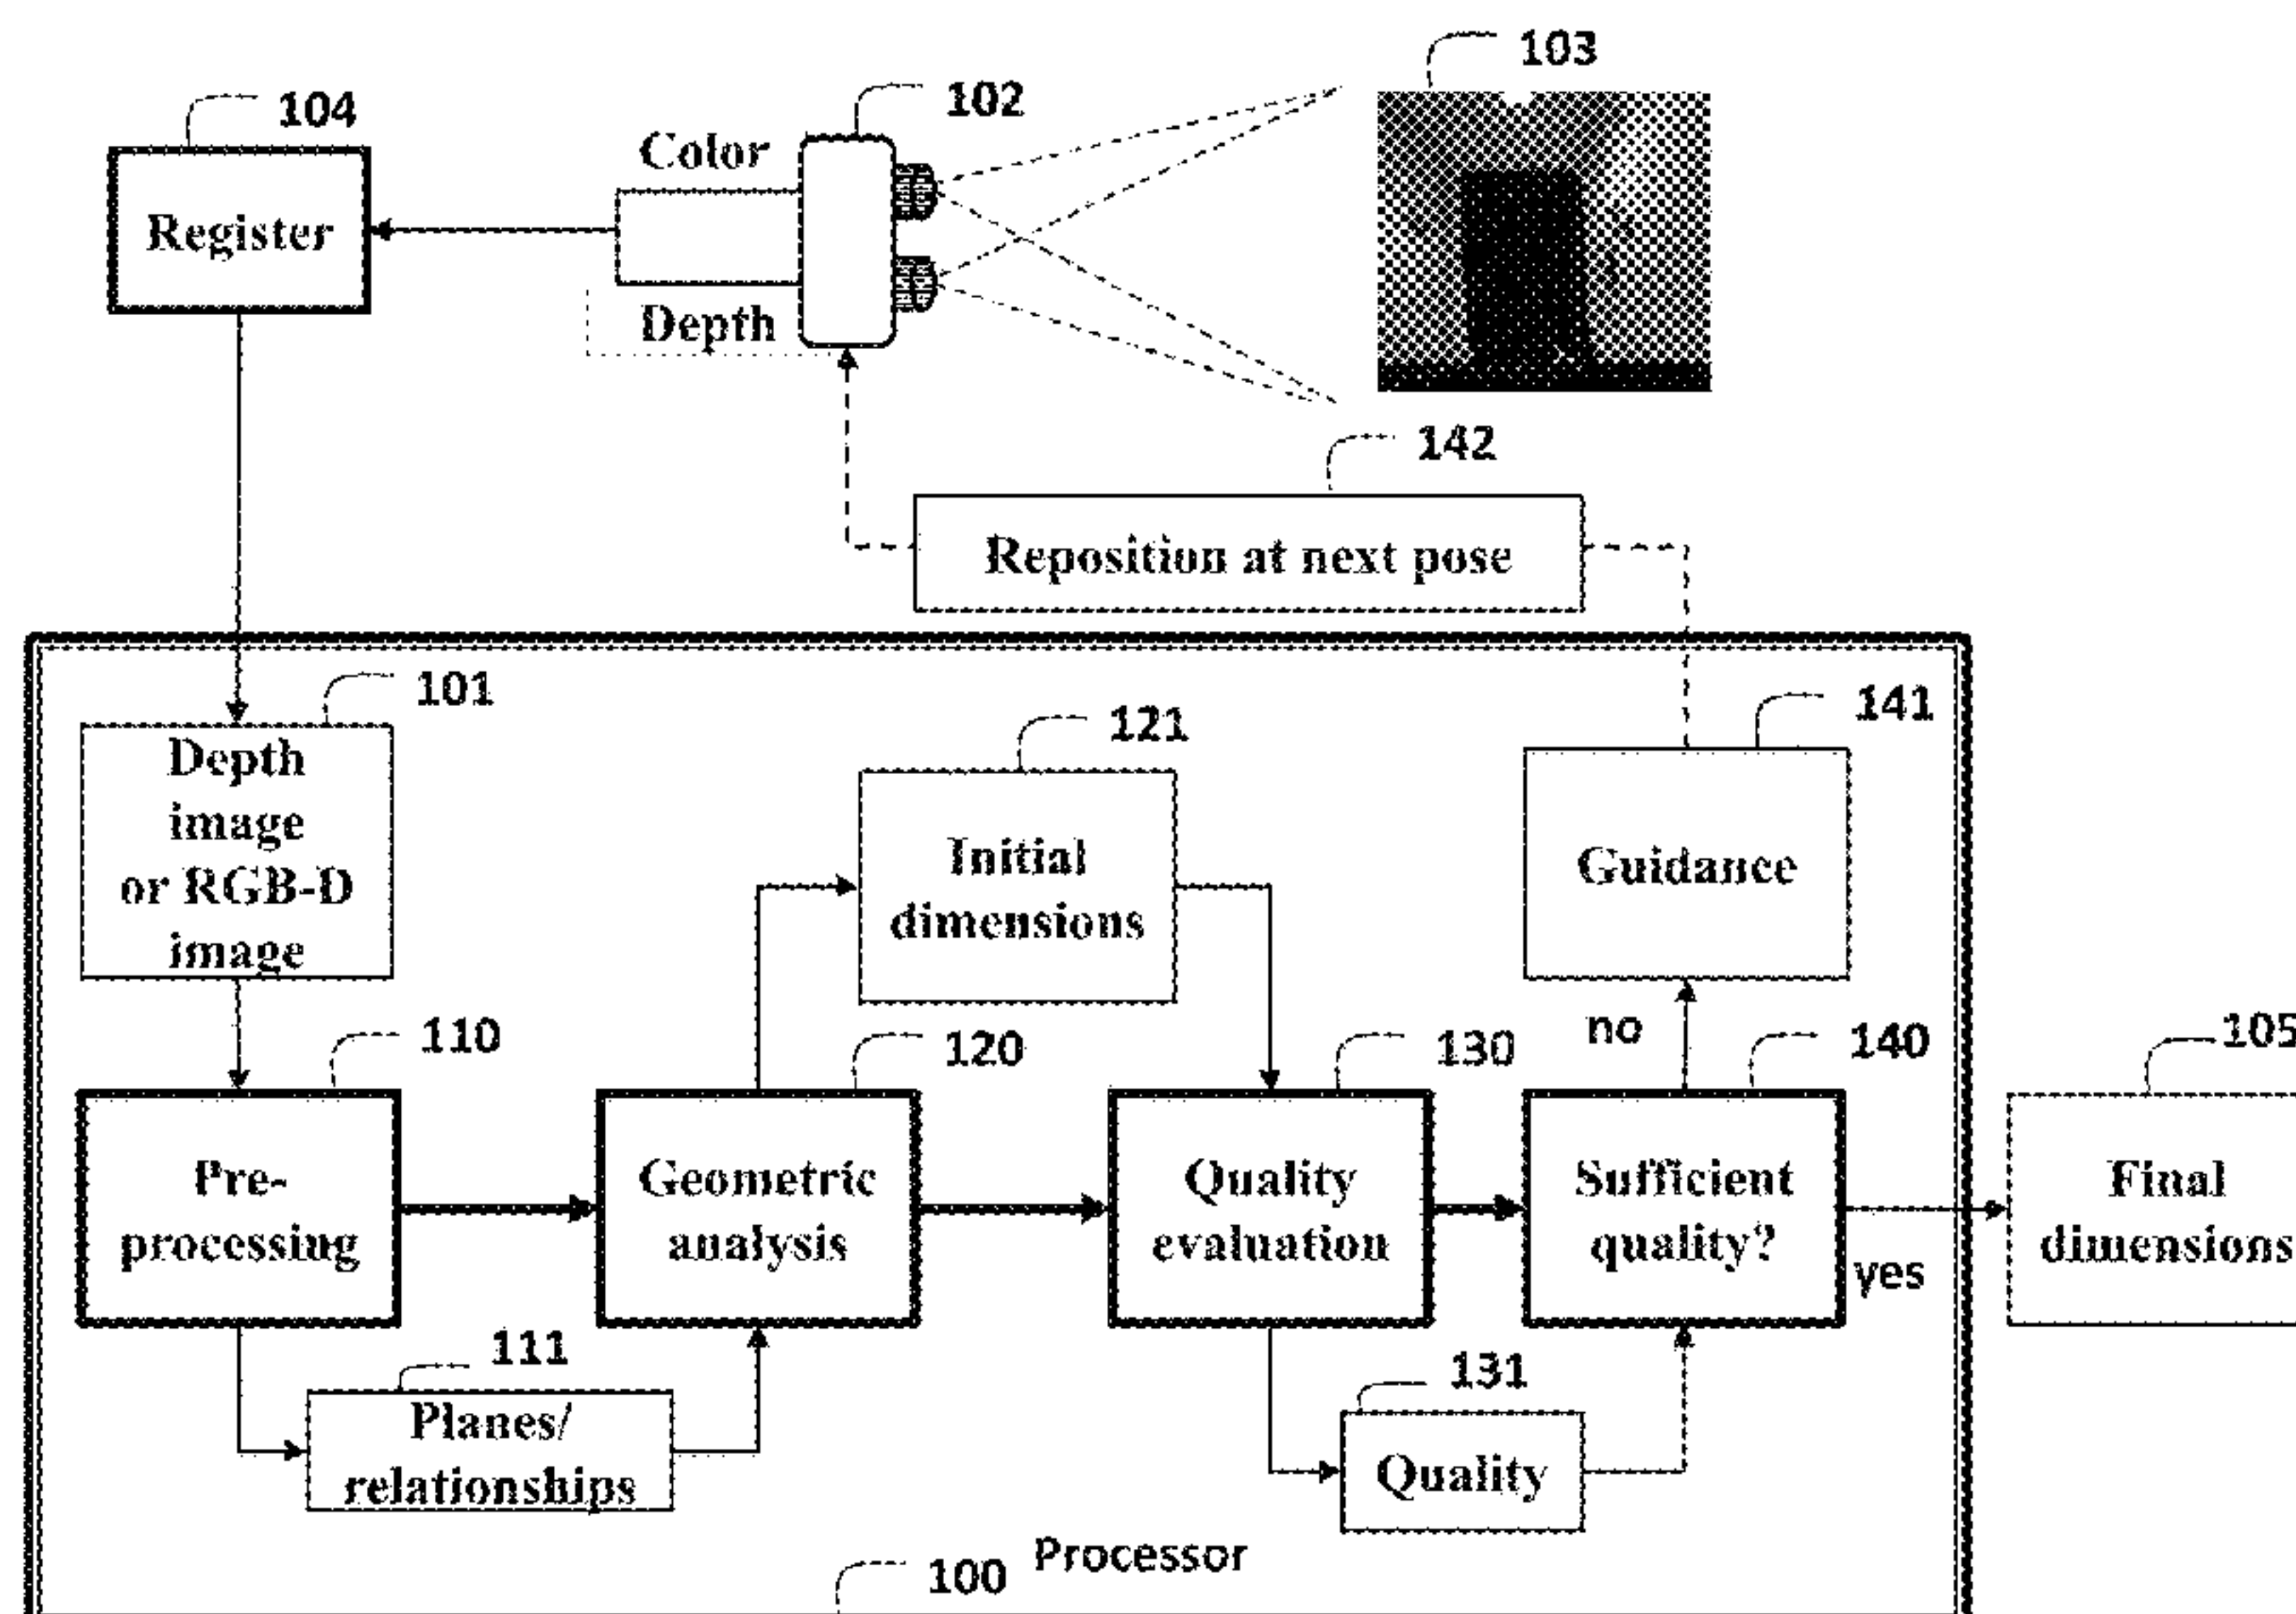 103
104
102
Color
Register
Depth
142
Reposition at next pose
101
141
121
Depth
image
or RGB-D
image
Initial
dimensions
Guidance
no
105
110
120
130
140
Pre-
processing
Geometric
analysis
Quality
evaluation
Sufficient
quality?
yes
Final
dimensions
111
131
Planes/
relationships
Quality
100
Processor